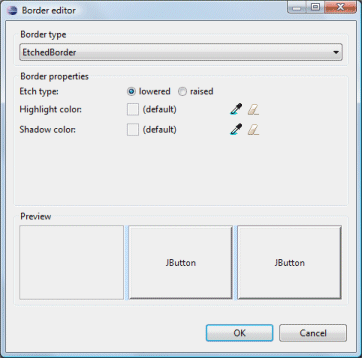 Border editor
Border type
EtchedBorder
Border properties
Etch type: lowered raised
Highlight color: (default)
Shadow color: (default)
Preview
JButton JButton
OK Cancel